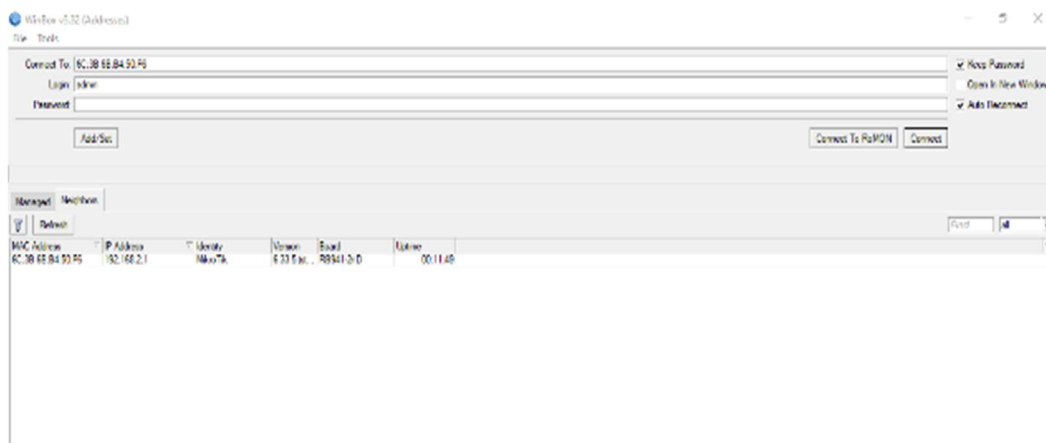 WinBox v3.32 (Addresses)
File Tools
Connect To: 6C:3B:6B:B4:50:F6
Keep Password
Login: admin
Open In New Window
Password:
Auto Reconnect
Add/Set
Connect To RoMON
Connect
Managed Neighbors
Refresh
Find
all
MAC Address IP Address Identity Version Board Uptime
6C:3B:6B:B4:50:F6 192.168.2.1 MikroTik 00:11:49